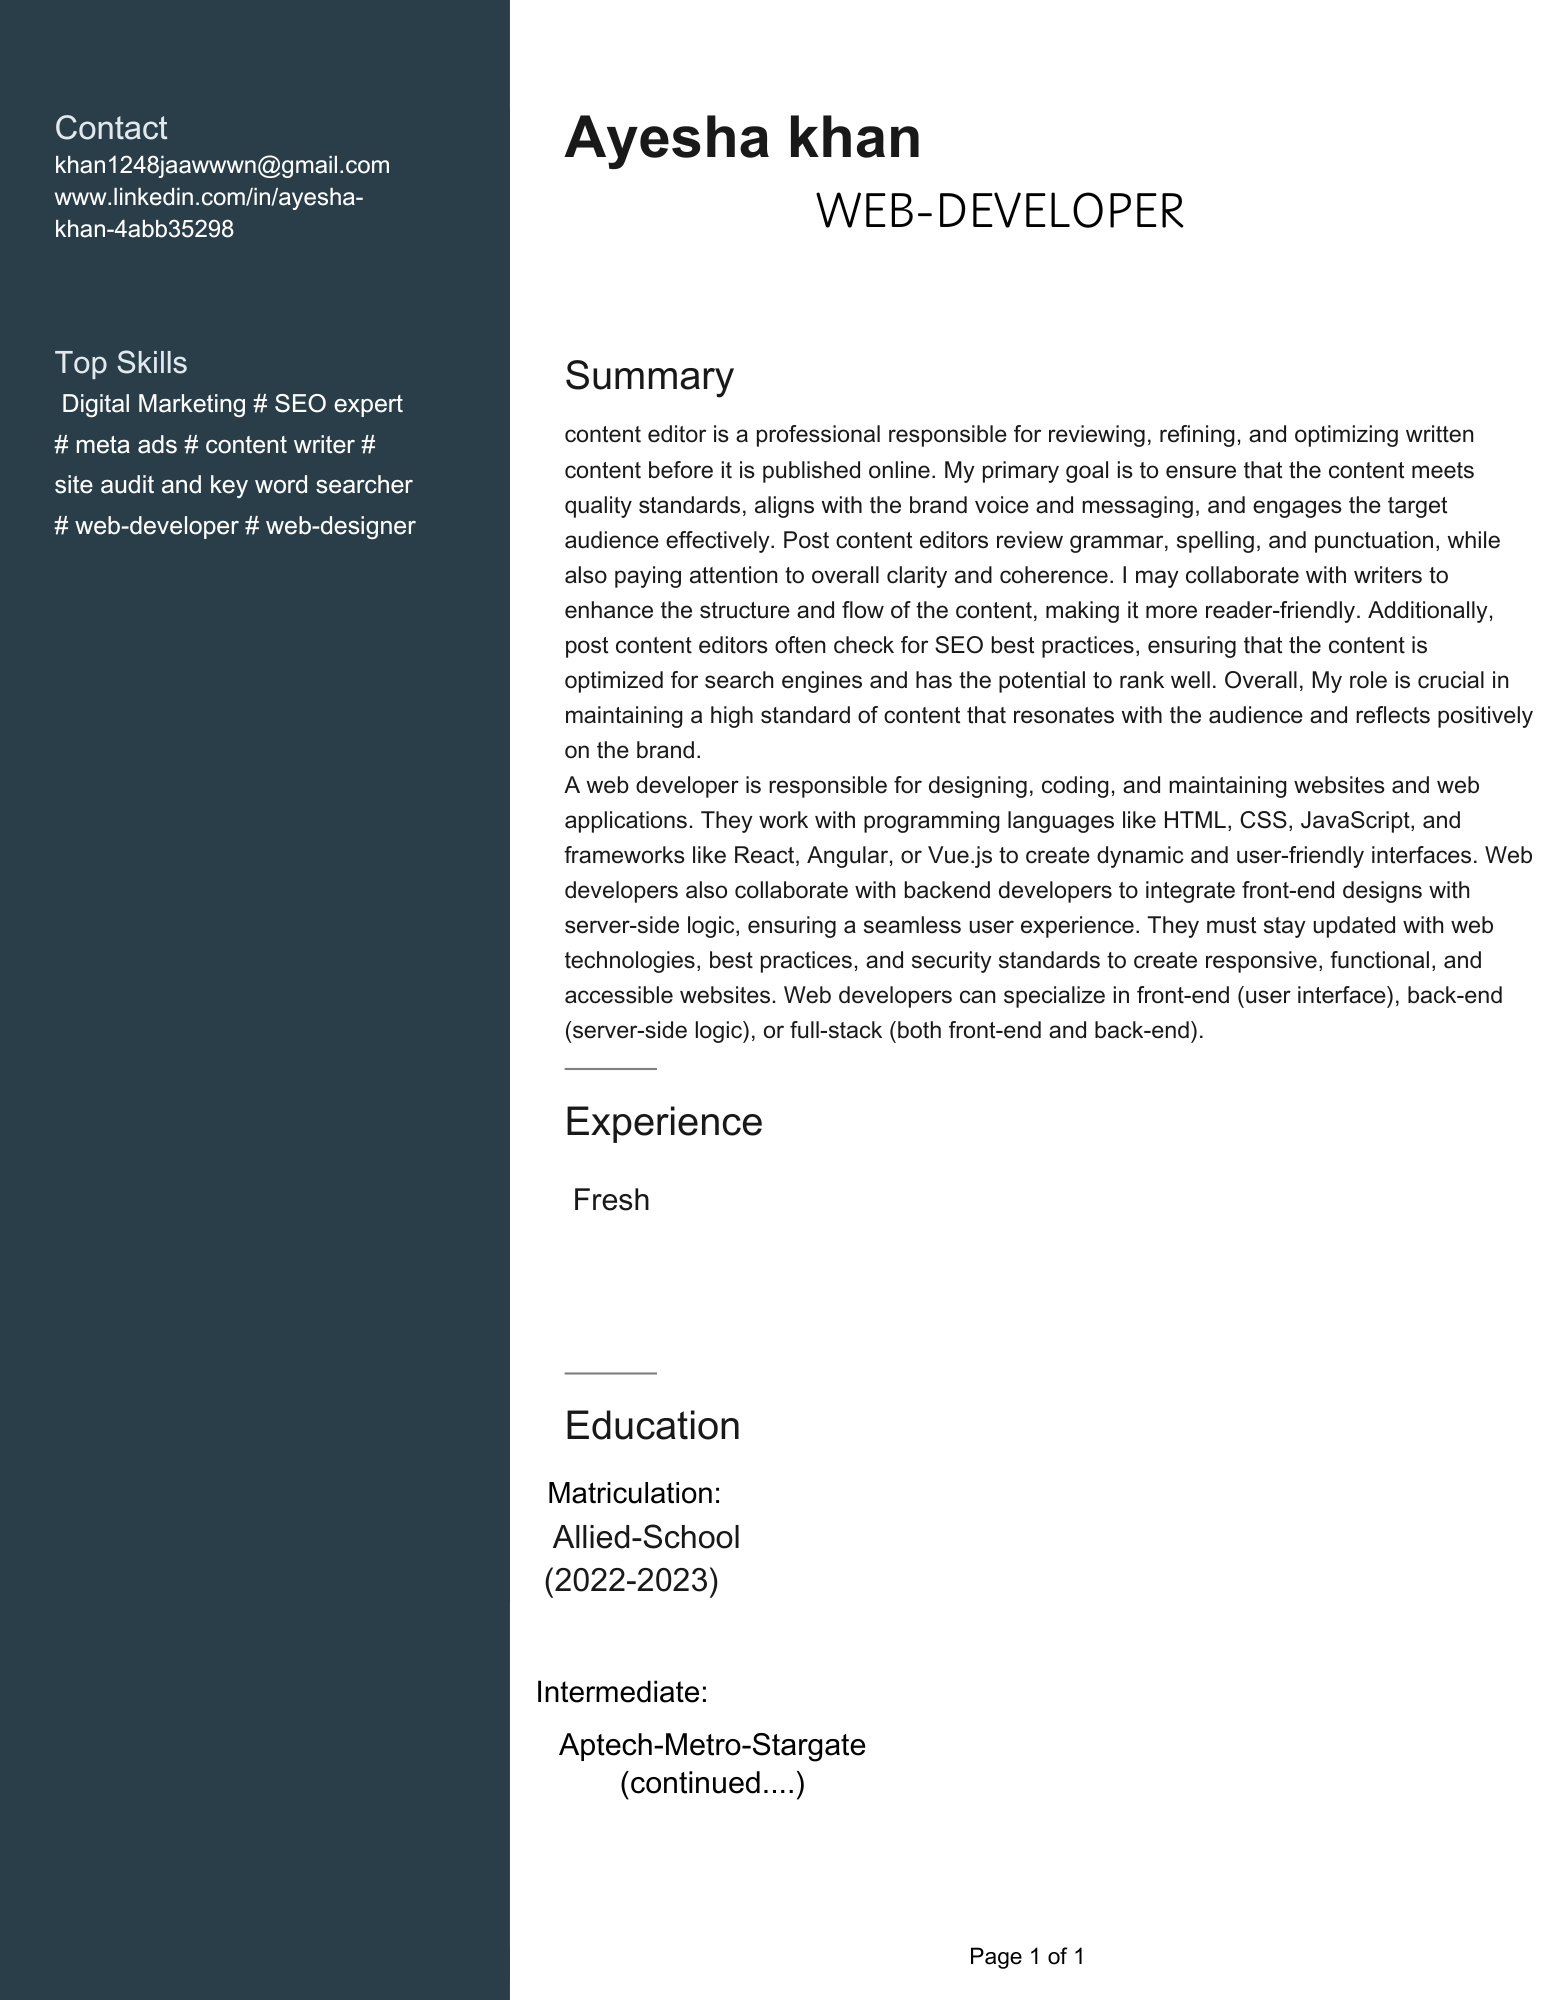 Contact
khan1248jaawwwn@gmail.com
www.linkedin.com/in/ayesha-
khan-4abb35298
Top Skills
Digital Marketing # SEO expert
# meta ads # content writer #
site audit and key word searcher
# web-developer # web-designer
Ayesha khan
WEB-DEVELOPER
Summary
content editor is a professional responsible for reviewing, refining, and optimizing written
content before it is published online. My primary goal is to ensure that the content meets
quality standards, aligns with the brand voice and messaging, and engages the target
audience effectively. Post content editors review grammar, spelling, and punctuation, while
also paying attention to overall clarity and coherence. I may collaborate with writers to
enhance the structure and flow of the content, making it more reader-friendly. Additionally,
post content editors often check for SEO best practices, ensuring that the content is
optimized for search engines and has the potential to rank well. Overall, My role is crucial in
maintaining a high standard of content that resonates with the audience and reflects positively
on the brand.
A web developer is responsible for designing, coding, and maintaining websites and web
applications. They work with programming languages like HTML, CSS, JavaScript, and
frameworks like React, Angular, or Vue.js to create dynamic and user-friendly interfaces. Web
developers also collaborate with backend developers to integrate front-end designs with
server-side logic, ensuring a seamless user experience. They must stay updated with web
technologies, best practices, and security standards to create responsive, functional, and
accessible websites. Web developers can specialize in front-end (user interface), back-end
(server-side logic), or full-stack (both front-end and back-end).
Experience
Fresh
Education
Matriculation:
Allied-School
(2022-2023)
Intermediate:
Aptech-Metro-Stargate
(continued....)
Page 1 of 1